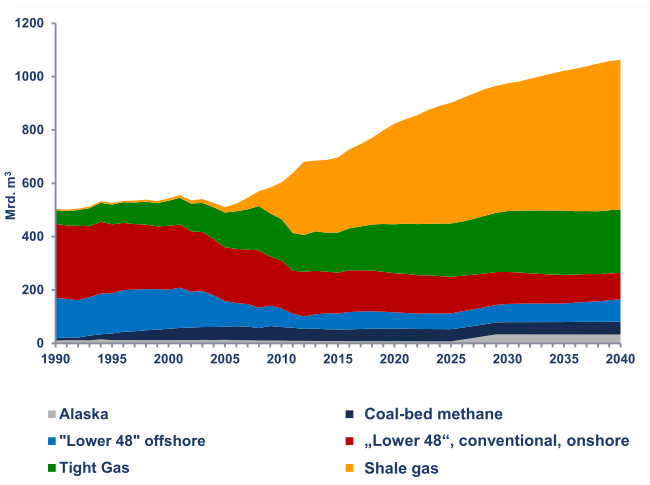 1200
1000
800
600
400
200
0
Mrd. m³
1990 1995 2000 2005 2010 2015 2020 2025 2030 2035 2040
Alaska Coal-bed methane
"Lower 48" offshore „Lower 48“, conventional, onshore
Tight Gas Shale gas